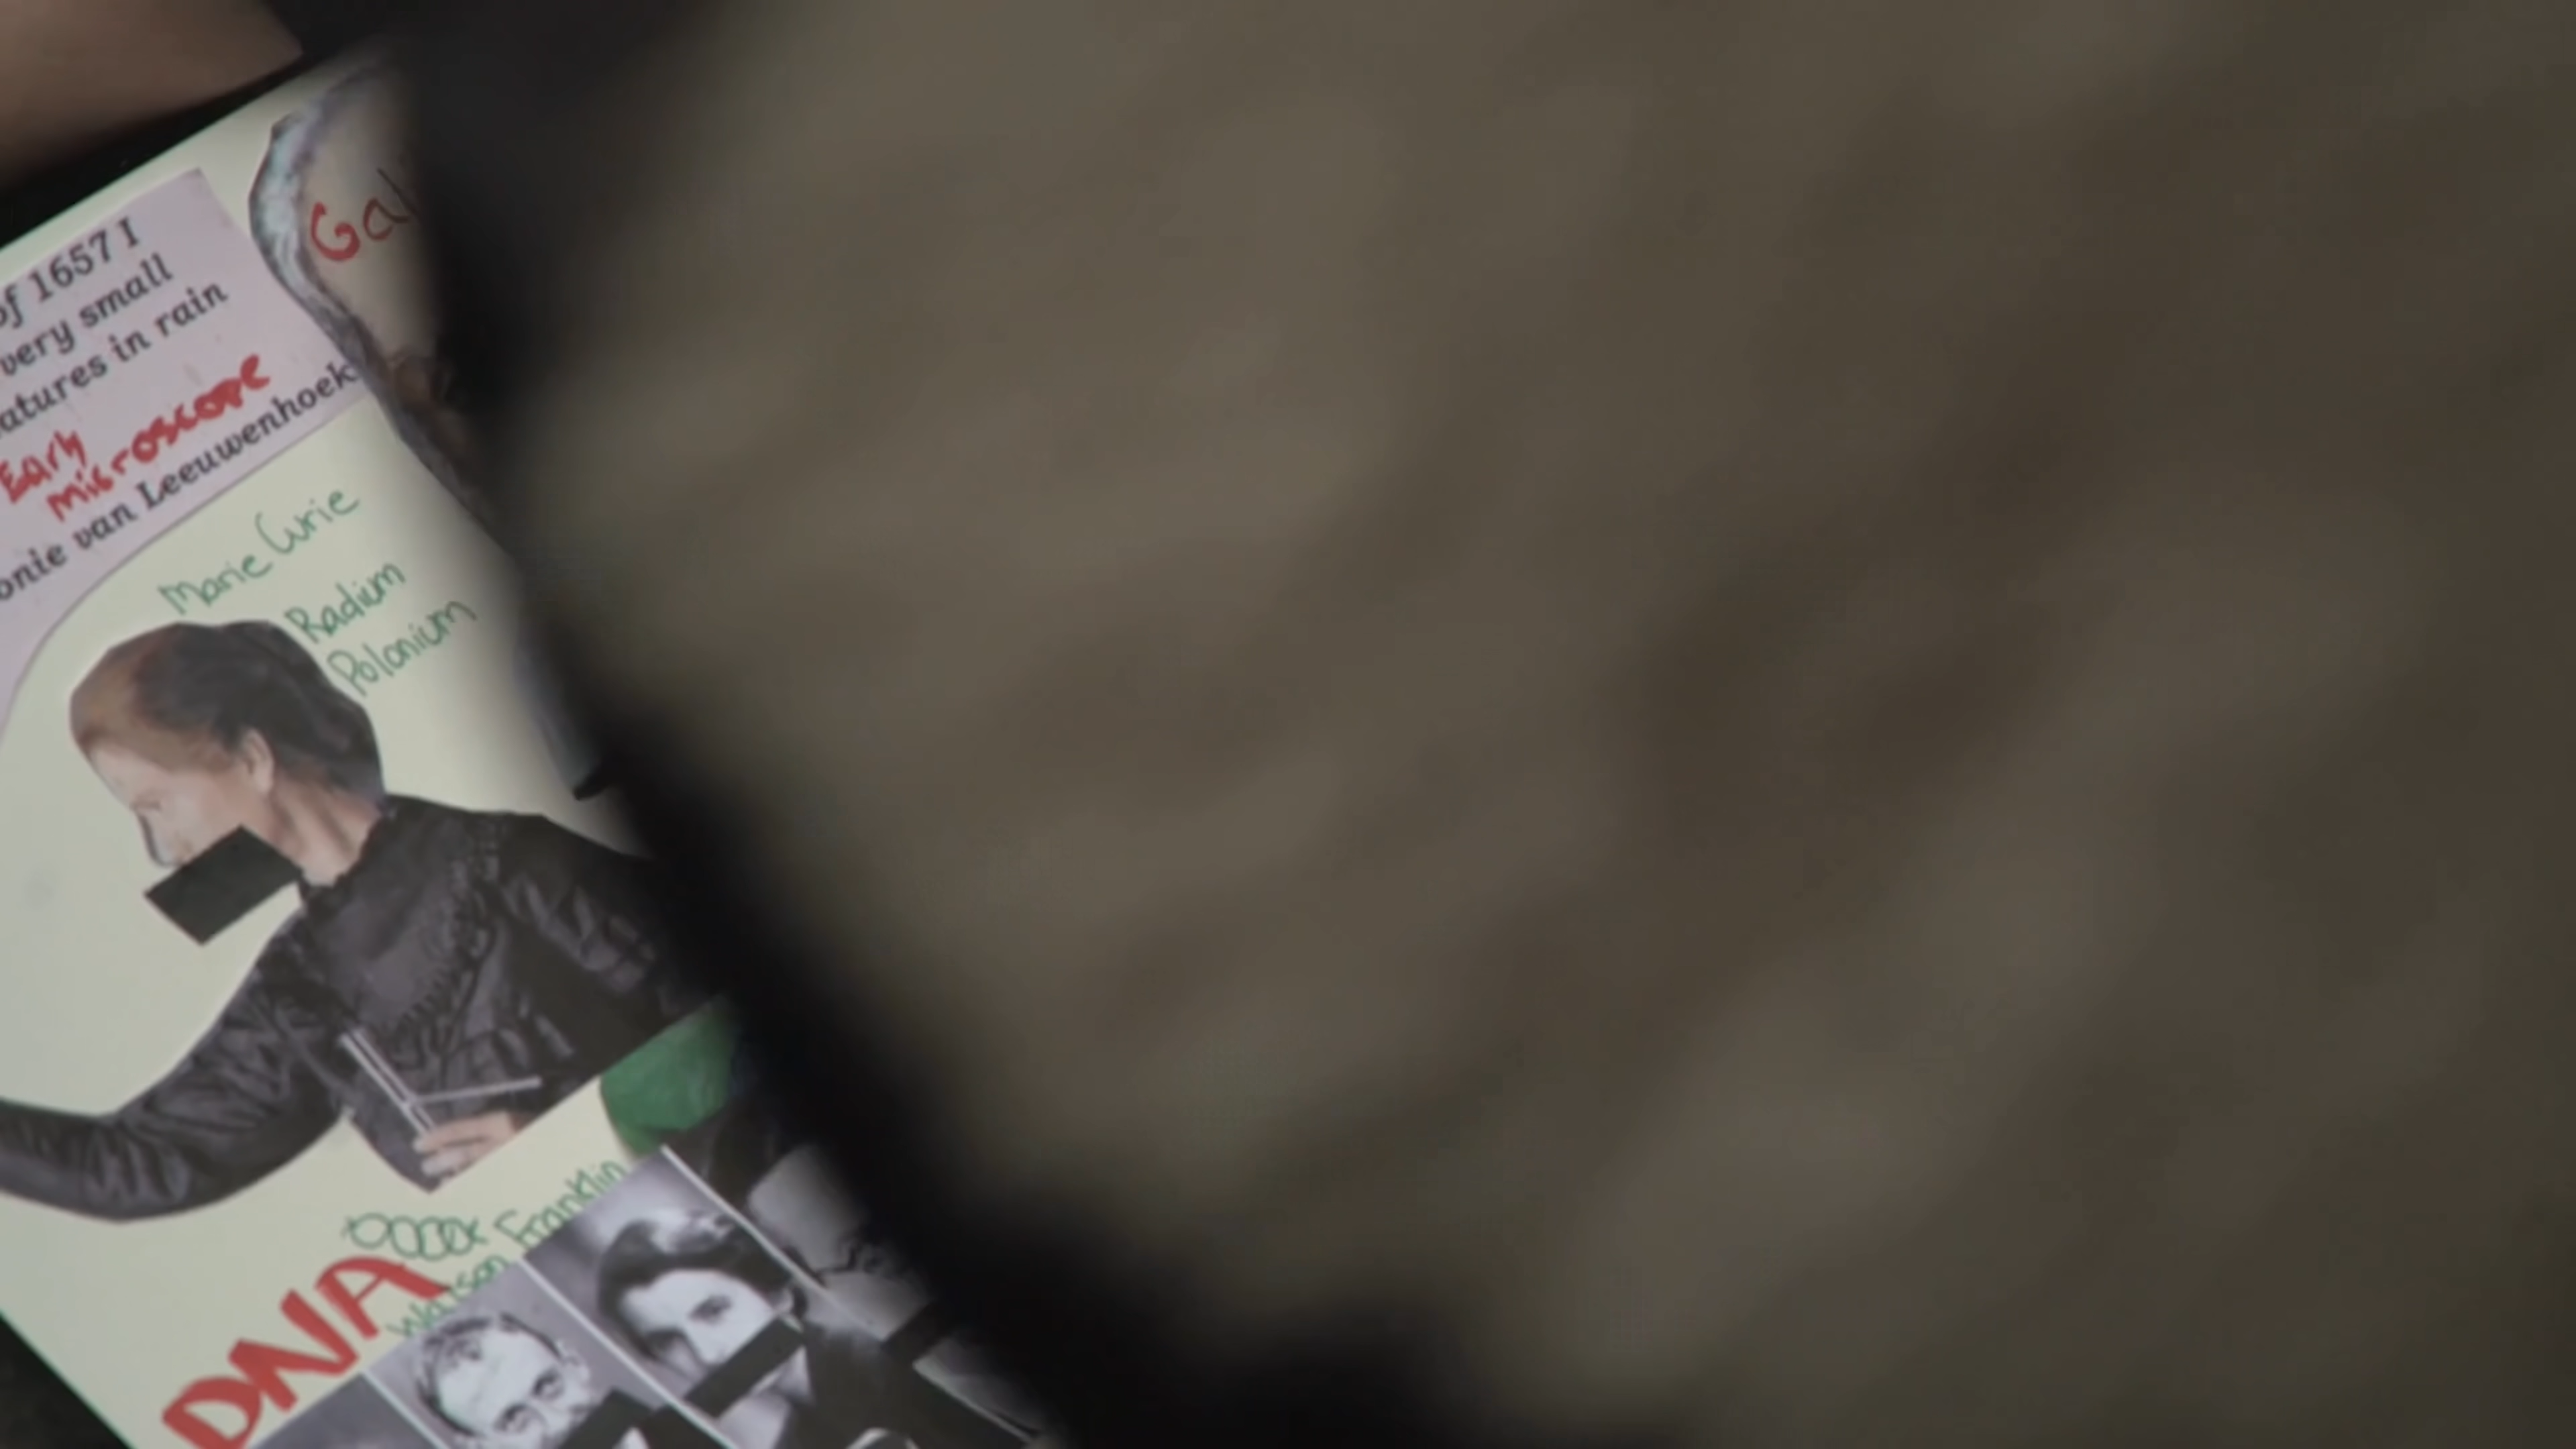 of 1657 I
very small
atures in rain
Early
microscope
onie van Leeuwenhoek
Gal
Marie Curie
Radium
Polonium
DNA
Watson Franklin